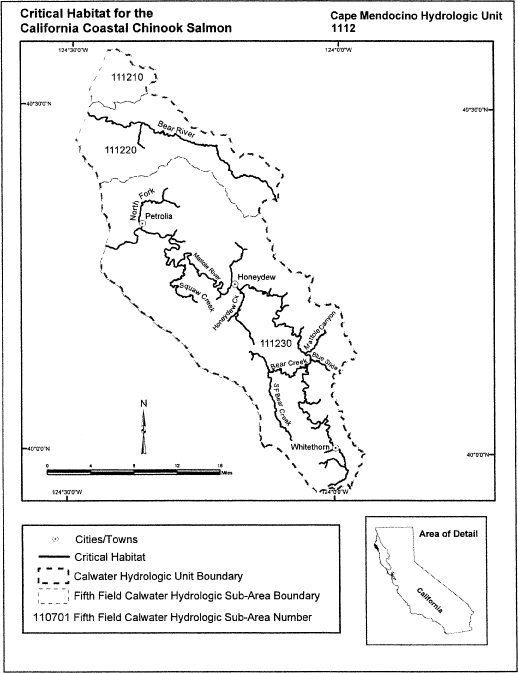 Critical Habitat for the
California Coastal Chinook Salmon
Cape Mendocino Hydrologic Unit
1112
124°30'0"W
124°0'0"W
40°30'0"N
40°30'0"N
111210
Bear River
111220
North Fork
Petrolia
Mattole River
Squaw Creek
Honeydew
Honeydew Ck
Mattole Canyon
111230
Blue Slide
Bear Creek
SF Bear Creek
N
Whitethorn
40°0'0"N
40°0'0"N
0 4 8 12 16
Miles
124°30'0"W
124°0'0"W
Cities/Towns
Critical Habitat
Calwater Hydrologic Unit Boundary
Fifth Field Calwater Hydrologic Sub-Area Boundary
110701 Fifth Field Calwater Hydrologic Sub-Area Number
Area of Detail
California